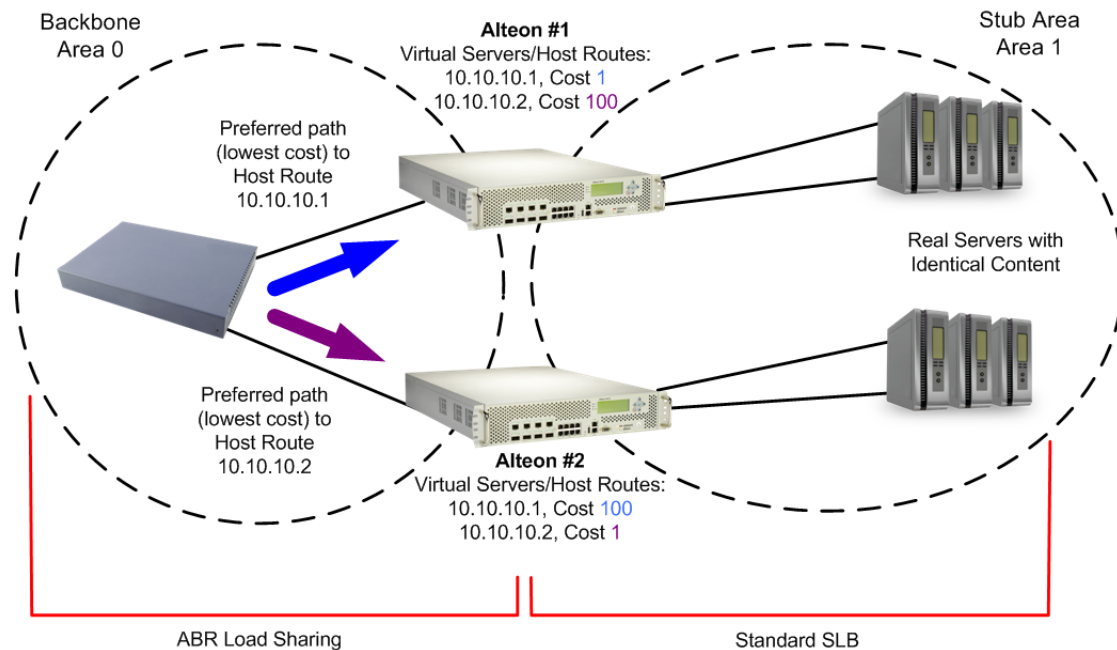 Backbone
Area 0
Alteon #1
Virtual Servers/Host Routes:
10.10.10.1, Cost 1
10.10.10.2, Cost 100
Stub Area
Area 1
Preferred path
(lowest cost) to
Host Route
10.10.10.1
Real Servers with
Identical Content
Preferred path
(lowest cost) to
Host Route
10.10.10.2
Alteon #2
Virtual Servers/Host Routes:
10.10.10.1, Cost 100
10.10.10.2, Cost 1
ABR Load Sharing
Standard SLB